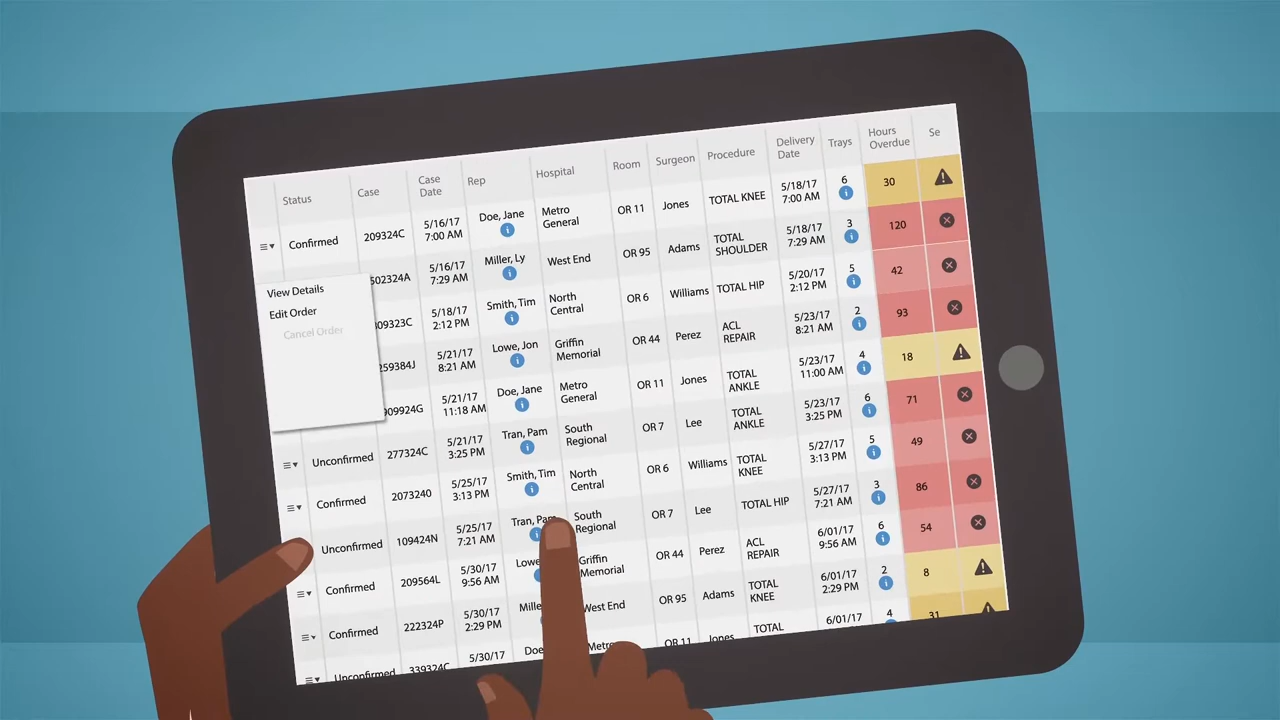 Status Case Case Date Rep Hospital Room Surgeon Procedure Delivery Date Trays Hours Overdue Se
Confirmed 209324C 5/16/17 7:00 AM Doe, Jane Metro General OR 11 Jones TOTAL KNEE 5/18/17 7:00 AM 6 30
502324A 5/16/17 7:29 AM Miller, Ly West End OR 95 Adams TOTAL SHOULDER 5/18/17 7:29 AM 3 120
View Details
Edit Order
Cancel Order
09323C 5/18/17 2:12 PM Smith, Tim North Central OR 6 Williams TOTAL HIP 5/20/17 2:12 PM 5 42
259384J 5/21/17 8:21 AM Lowe, Jon Griffin Memorial OR 44 Perez ACL REPAIR 5/23/17 8:21 AM 2 93
909924G 5/21/17 11:18 AM Doe, Jane Metro General OR 11 Jones TOTAL ANKLE 5/23/17 11:00 AM 4 18
Unconfirmed 277324C 5/21/17 3:25 PM Tran, Pam South Regional OR 7 Lee TOTAL ANKLE 5/23/17 3:25 PM 6 71
Confirmed 2073240 5/25/17 3:13 PM Smith, Tim North Central OR 6 Williams TOTAL KNEE 5/27/17 3:13 PM 5 49
Unconfirmed 109424N 5/25/17 7:21 AM Tran, Pam South Regional OR 7 Lee TOTAL HIP 5/27/17 7:21 AM 3 86
Confirmed 209564L 5/30/17 9:56 AM Lowe Griffin Memorial OR 44 Perez ACL REPAIR 6/01/17 9:56 AM 6 54
Confirmed 222324P 5/30/17 2:29 PM Mille West End OR 95 Adams TOTAL KNEE 6/01/17 2:29 PM 2 8
Unconfirmed 339324C 5/30/17 Doe Metro OR 11 Jones TOTAL 6/01/17 4 31